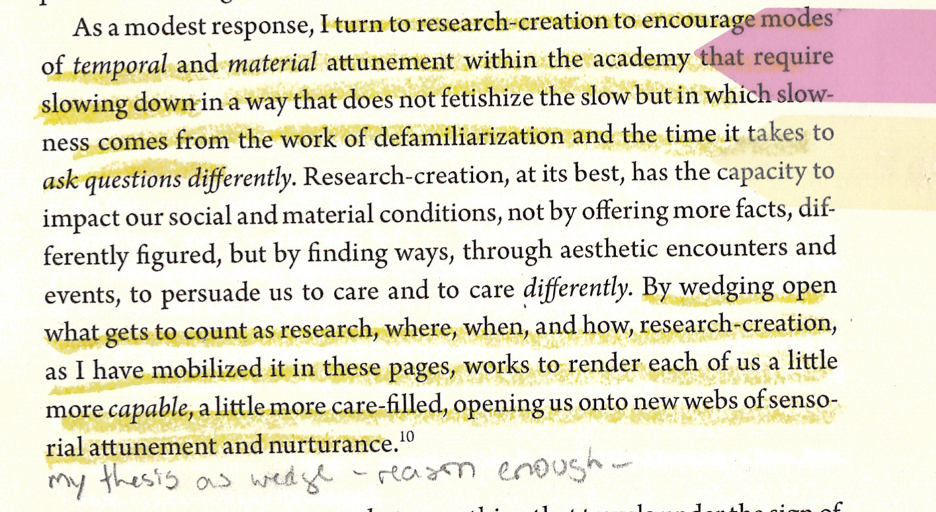 As a modest response, I turn to research-creation to encourage modes
of temporal and material attunement within the academy that require
slowing down in a way that does not fetishize the slow but in which slow-
ness comes from the work of defamiliarization and the time it takes to
ask questions differently. Research-creation, at its best, has the capacity to
impact our social and material conditions, not by offering more facts, dif-
ferently figured, but by finding ways, through aesthetic encounters and
events, to persuade us to care and to care differently. By wedging open
what gets to count as research, where, when, and how, research-creation,
as I have mobilized it in these pages, works to render each of us a little
more capable, a little more care-filled, opening us onto new webs of senso-
rial attunement and nurturance.10
my thesis as wedge - reason enough -